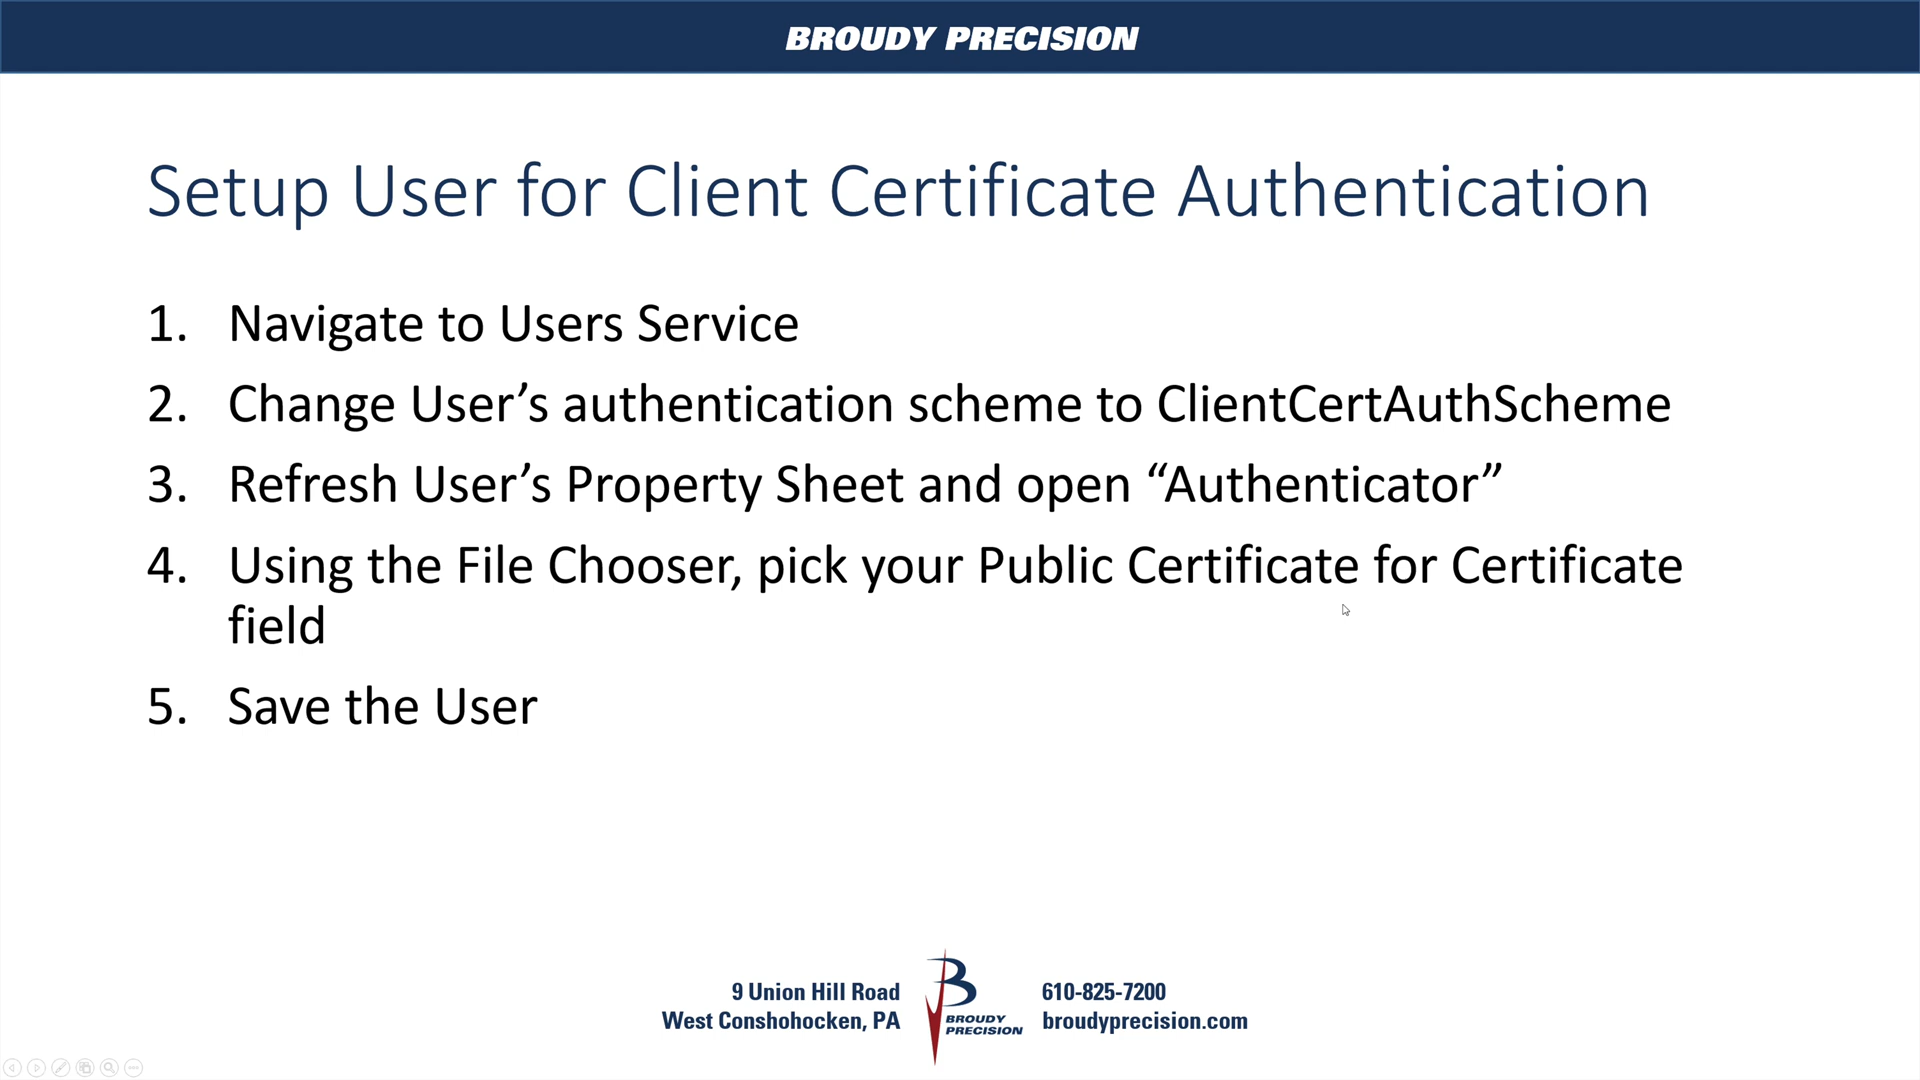 BROUDY PRECISION
Setup User for Client Certificate Authentication
1. Navigate to Users Service
2. Change User’s authentication scheme to ClientCertAuthScheme
3. Refresh User’s Property Sheet and open “Authenticator”
4. Using the File Chooser, pick your Public Certificate for Certificate
field
5. Save the User
9 Union Hill Road
West Conshohocken, PA
B
BROUDY
PRECISION
610-825-7200
broudyprecision.com